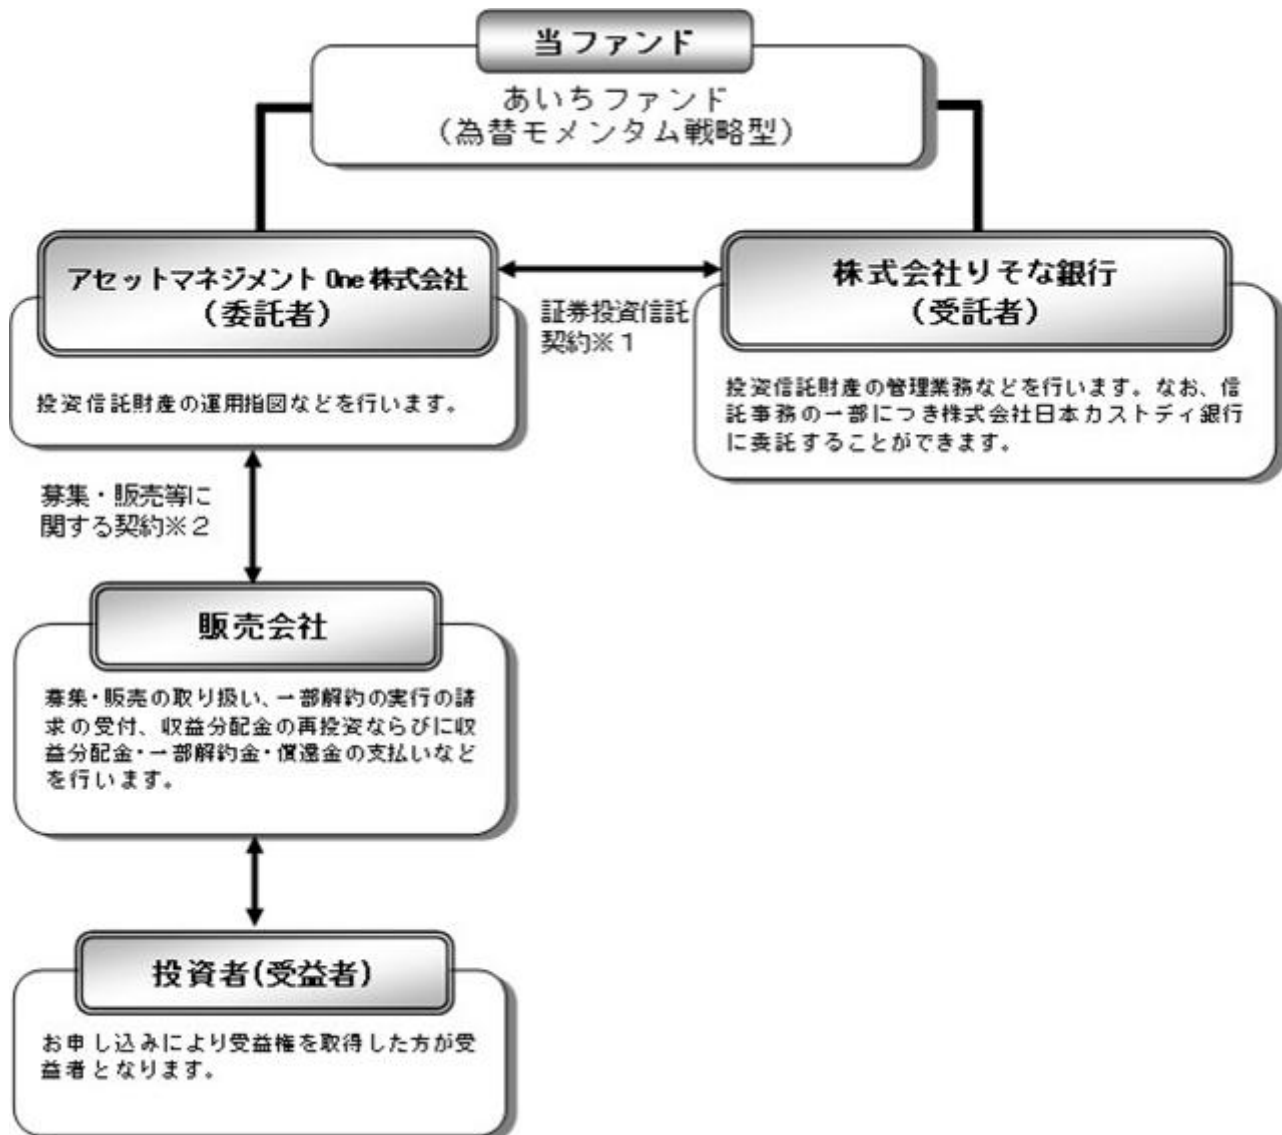 当ファンド
あいちファンド
（為替モメンタム戦略型）
アセットマネジメント One 株式会社
（委託者）
投資信託財産の運用指図などを行います。
証券投資信託
契約※１
株式会社りそな銀行
（受託者）
投資信託財産の管理業務などを行います。なお、信
託事務の一部につき株式会社日本カストディ銀行
に委託することができます。
募集・販売等に
関する契約※２
販売会社
募集・販売の取り扱い、一部解約の実行の請
求の受付、収益分配金の再投資ならびに収
益分配金・一部解約金・償還金の支払いなど
を行います。
投資者(受益者)
お申し込みにより受益権を取得した方が受
益者となります。